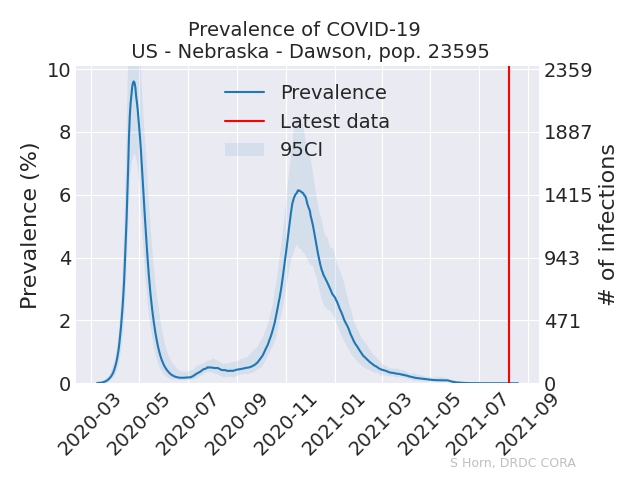 Prevalence of COVID-19
US - Nebraska - Dawson, pop. 23595
Prevalence
Latest data
95CI
Prevalence (%)
10
8
6
4
2
0
2359
1887
1415
943
471
0
# of infections
2020-03
2020-05
2020-07
2020-09
2020-11
2021-01
2021-03
2021-05
2021-07
2021-09
S Horn, DRDC CORA